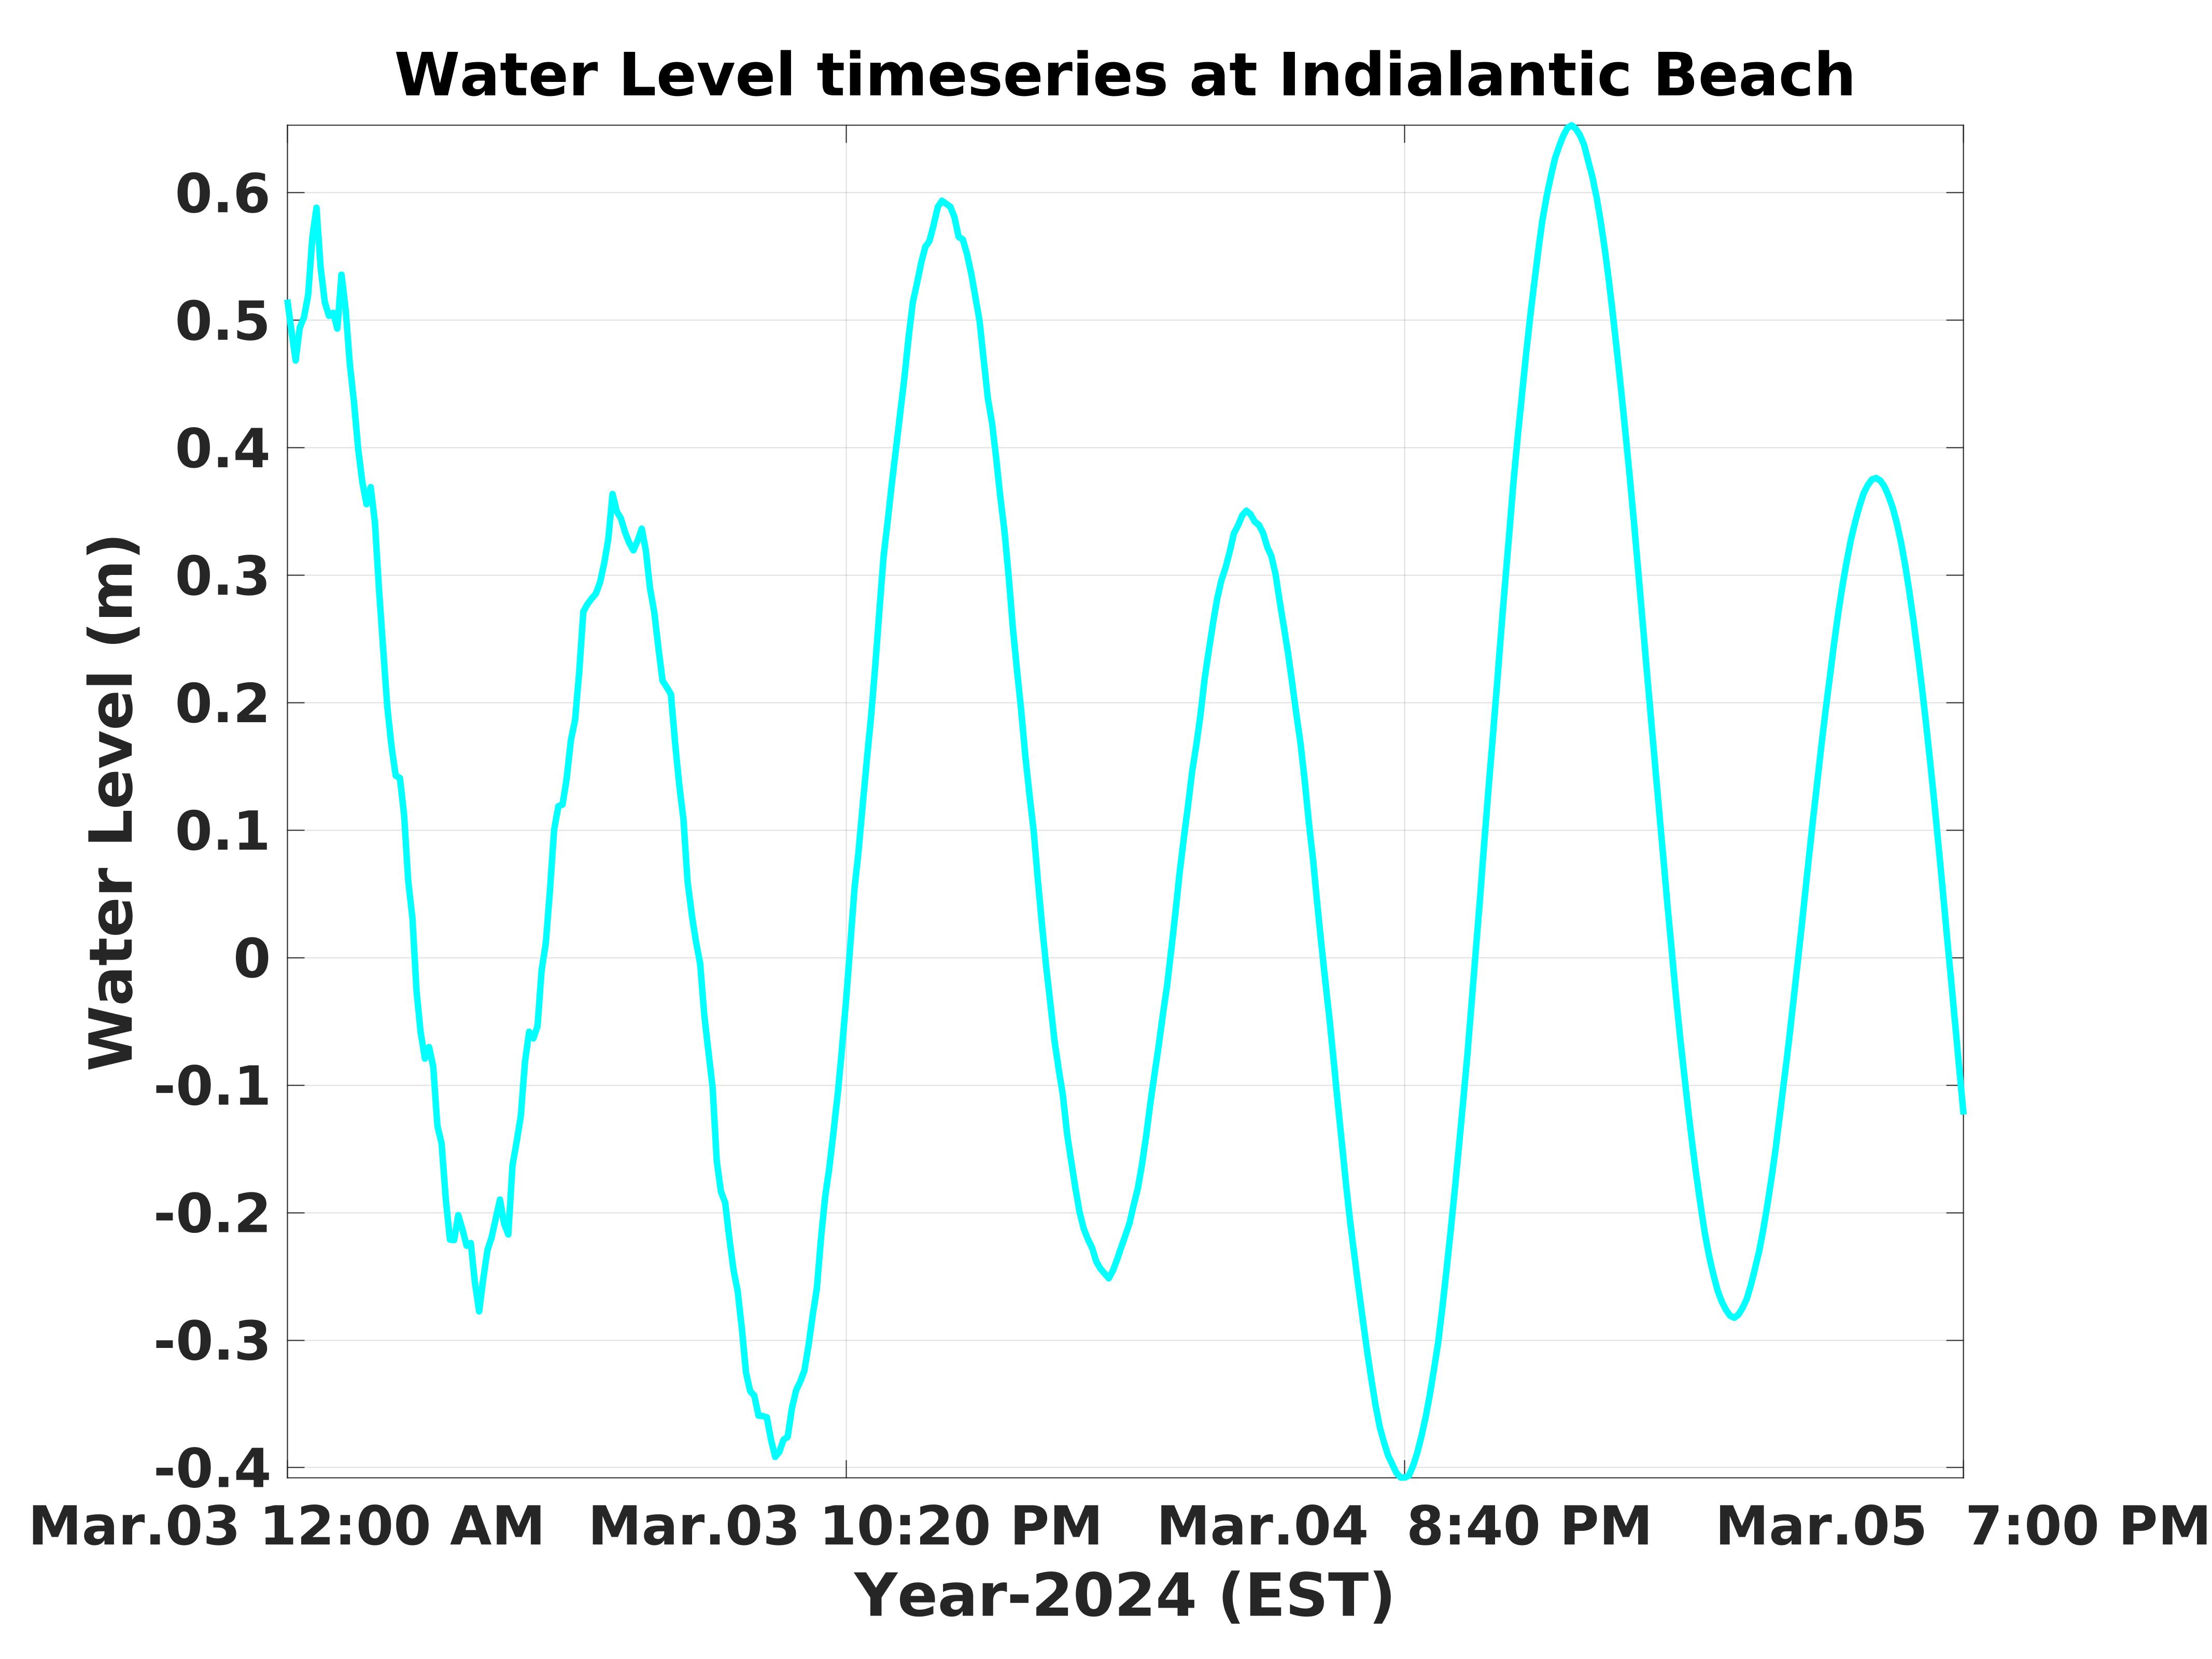 Water Level timeseries at Indialantic Beach
0.6
0.5
0.4
0.3
0.2
0.1
0
-0.1
-0.2
-0.3
-0.4
Water Level (m)
Mar.03 12:00 AM Mar.03 10:20 PM Mar.04 8:40 PM Mar.05 7:00 PM
Year-2024 (EST)